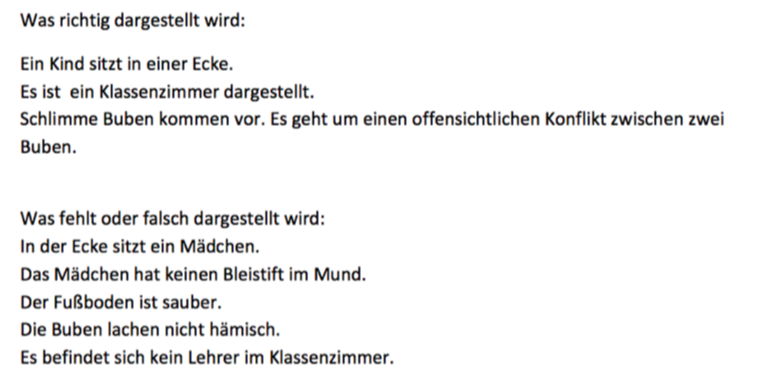 Was richtig dargestellt wird:
Ein Kind sitzt in einer Ecke.
Es ist  ein Klassenzimmer dargestellt.
Schlimme Buben kommen vor. Es geht um einen offensichtlichen Konflikt zwischen zwei
Buben.
Was fehlt oder falsch dargestellt wird:
In der Ecke sitzt ein Mädchen.
Das Mädchen hat keinen Bleistift im Mund.
Der Fußboden ist sauber.
Die Buben lachen nicht hämisch.
Es befindet sich kein Lehrer im Klassenzimmer.